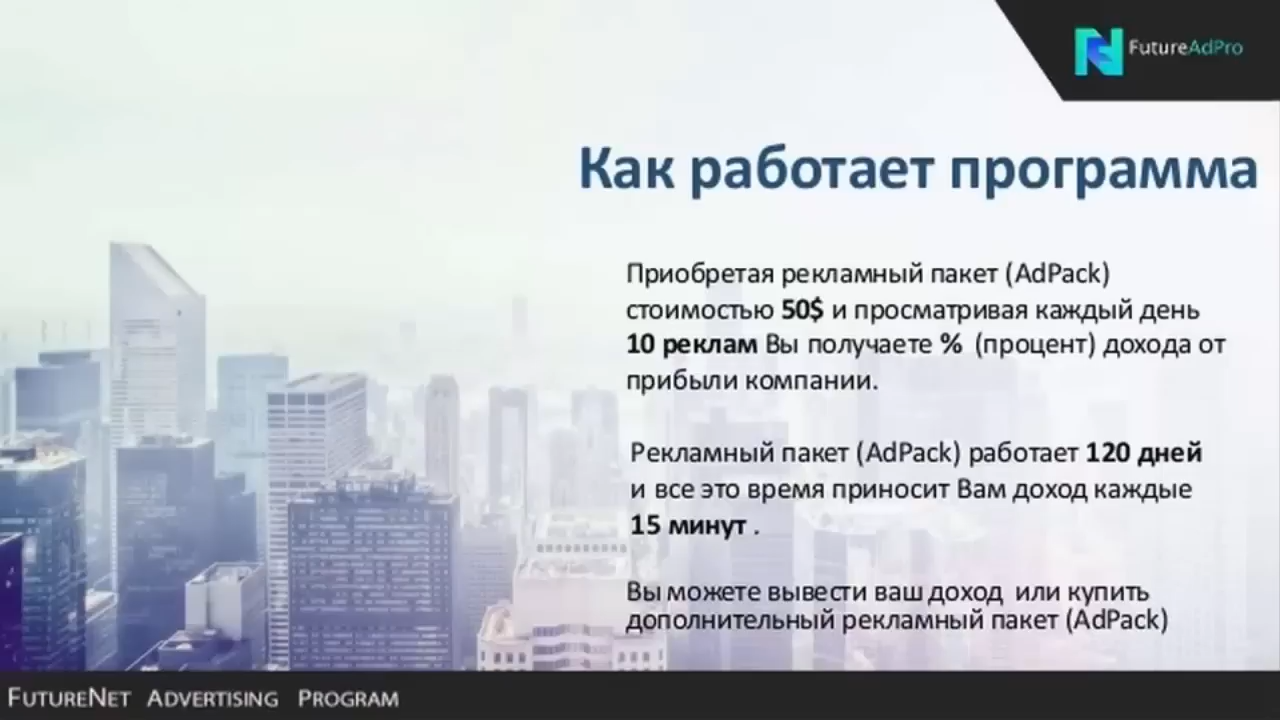 FutureAdPro
Как работает программа
Приобретая рекламный пакет (AdPack)
стоимостью 50$ и просматривая каждый день
10 реклам Вы получаете % (процент) дохода от
прибыли компании.
Рекламный пакет (AdPack) работает 120 дней
и все это время приносит Вам доход каждые
15 минут .
Вы можете вывести ваш доход или купить
дополнительный рекламный пакет (AdPack)
FUTURENET ADVERTISING PROGRAM